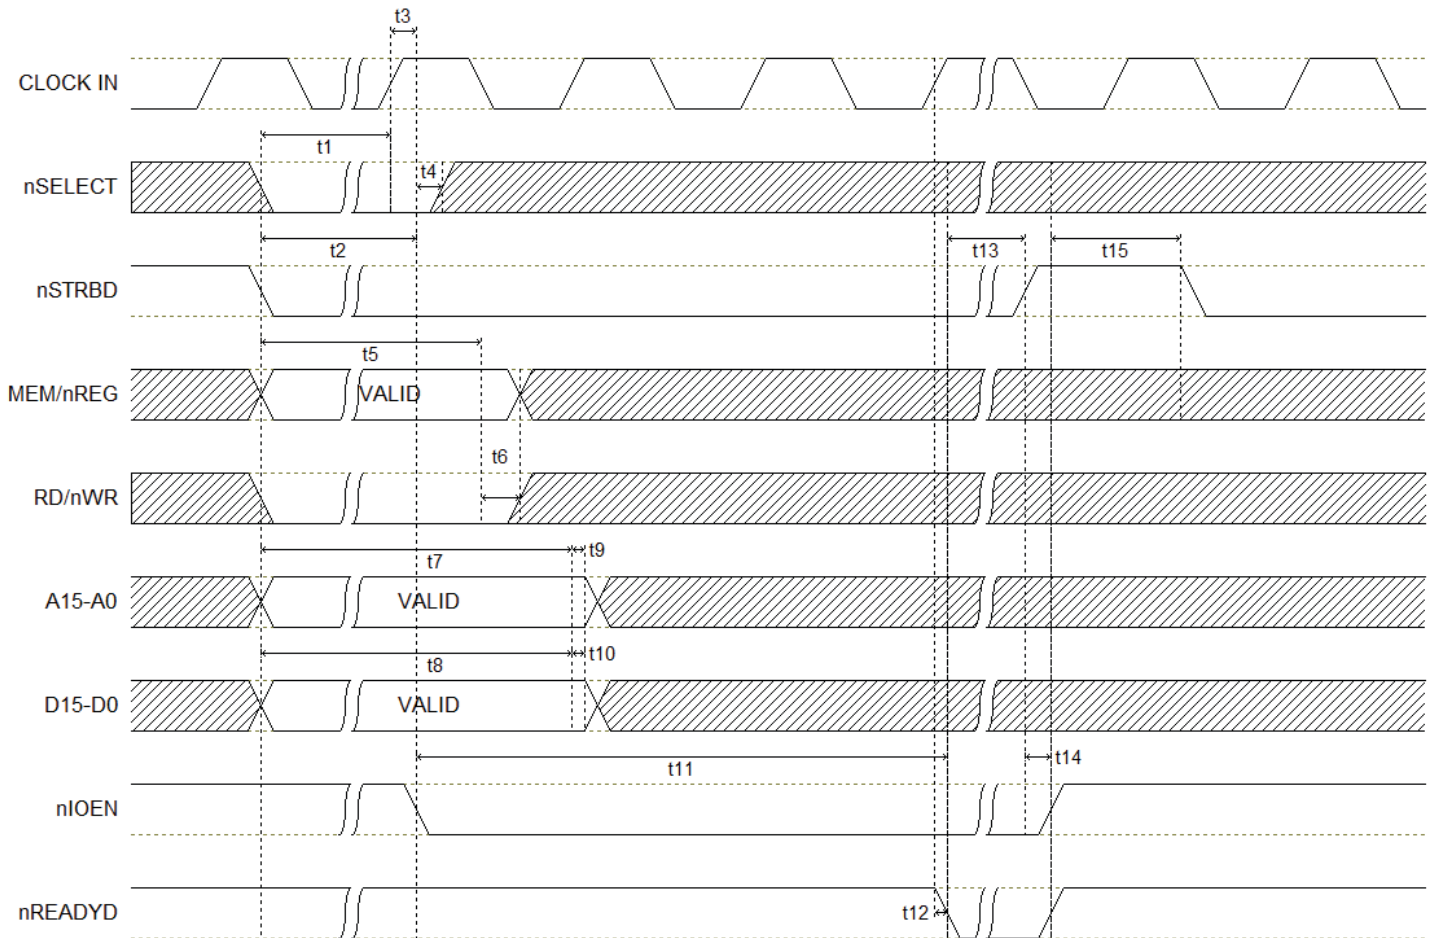 t3
CLOCK IN
t1
nSELECT
t4
t2
t13
t15
nSTRBD
t5
MEM/nREG
VALID
t6
RD/nWR
t7
t9
A15-A0
VALID
t8
t10
D15-D0
VALID
t11
t14
nIOEN
nREADYD
t12